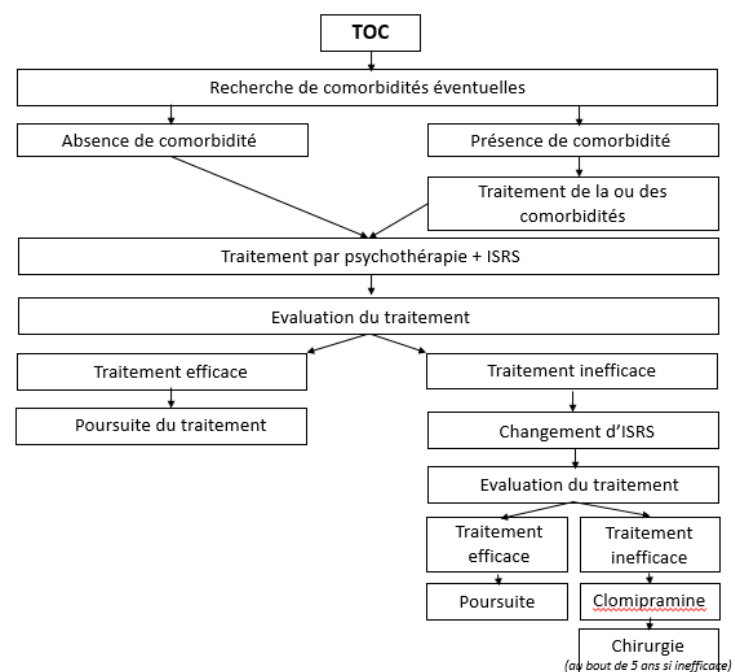 TOC
Recherche de comorbidités éventuelles
Absence de comorbidité
Présence de comorbidité
Traitement de la ou des
comorbidités
Traitement par psychothérapie + ISRS
Evaluation du traitement
Traitement efficace
Traitement inefficace
Poursuite du traitement
Changement d'ISRS
Evaluation du traitement
Traitement
efficace
Traitement
inefficace
Poursuite
Clomipramine
Chirurgie
(au bout de 5 ans si inefficace)